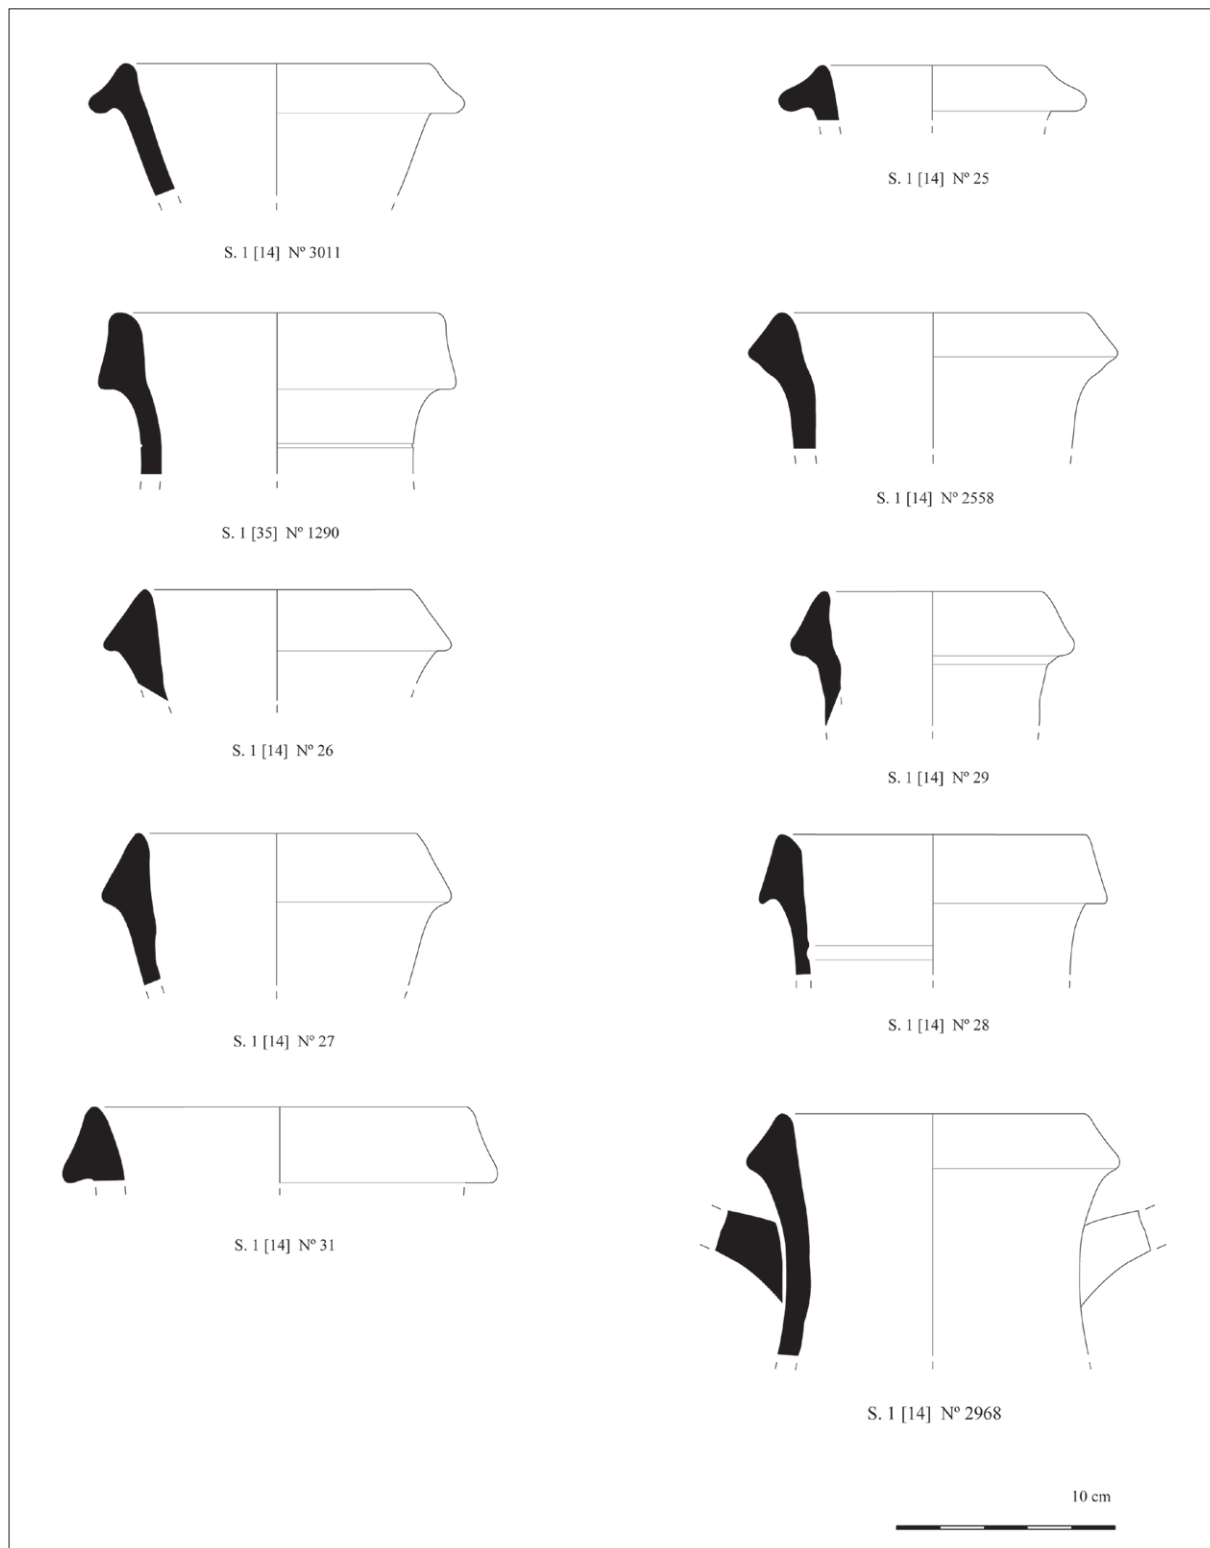 S. 1 [14] Nº 3011
S. 1 [14] Nº 25
S. 1 [35] Nº 1290
S. 1 [14] Nº 2558
S. 1 [14] Nº 26
S. 1 [14] Nº 29
S. 1 [14] Nº 27
S. 1 [14] Nº 28
S. 1 [14] Nº 31
S. 1 [14] Nº 2968
10 cm